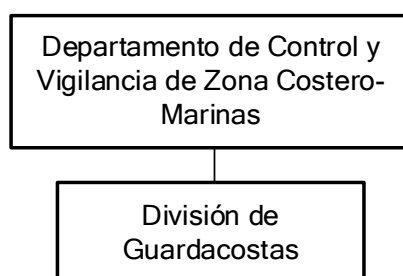 Departamento de Control y
Vigilancia de Zona Costero-
Marinas
División de
Guardacostas